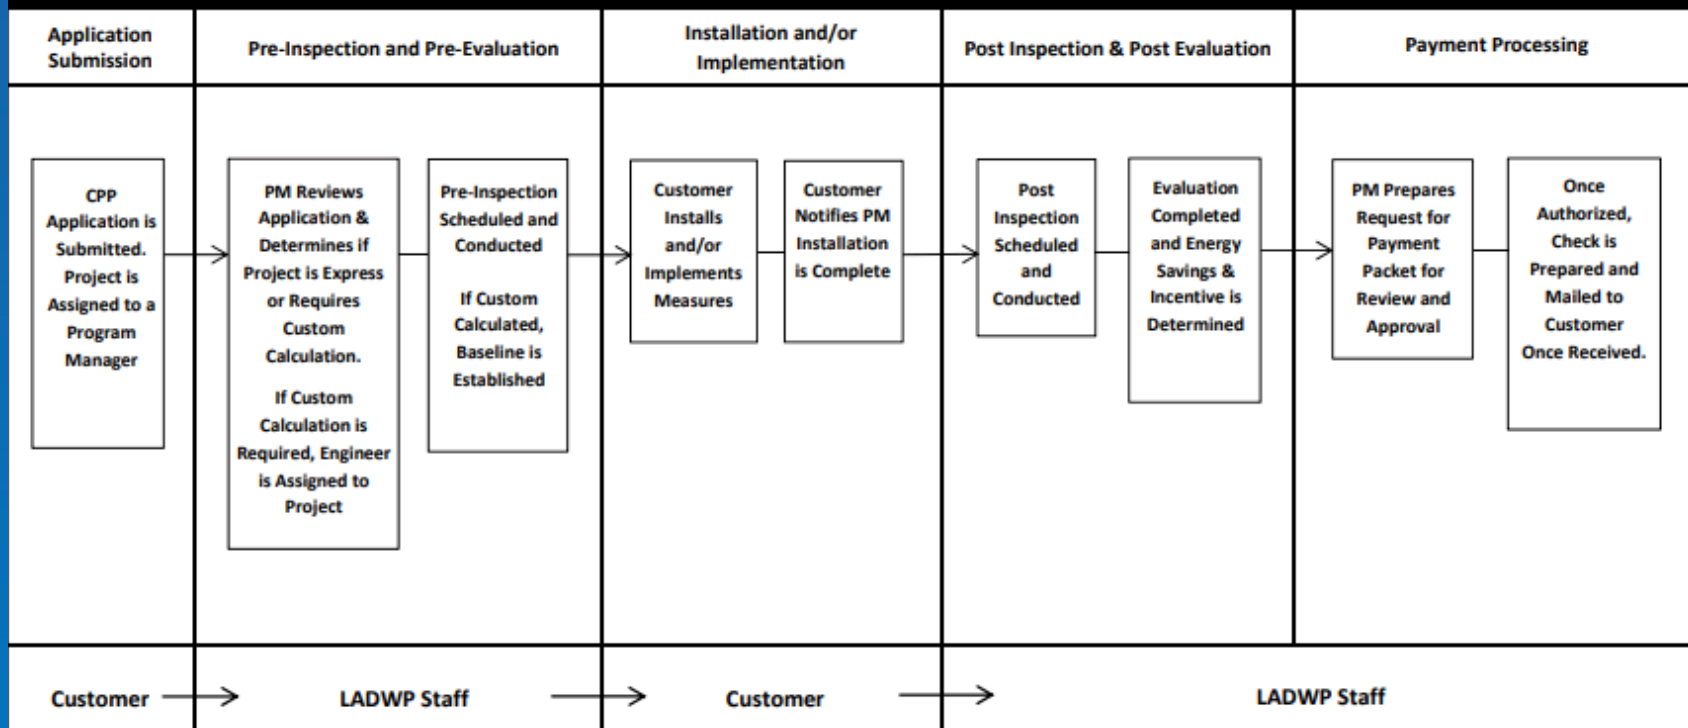 Application
Submission
Pre-Inspection and Pre-Evaluation
Installation and/or
Implementation
Post Inspection & Post Evaluation
Payment Processing
CPP
Application is
Submitted.
Project is
Assigned to a
Program
Manager
PM Reviews
Application &
Determines if
Project is Express
or Requires
Custom
Calculation.
If Custom
Calculation is
Required, Engineer
is Assigned to
Project
Pre-Inspection
Scheduled and
Conducted
If Custom
Calculated,
Baseline is
Established
Customer
Installs
and/or
Implements
Measures
Customer
Notifies PM
Installation
is Complete
Post
Inspection
Scheduled
and
Conducted
Evaluation
Completed
and Energy
Savings &
Incentive is
Determined
PM Prepares
Request for
Payment
Packet for
Review and
Approval
Once
Authorized,
Check is
Prepared and
Mailed to
Customer
Once Received.
Customer
LADWP Staff
Customer
LADWP Staff